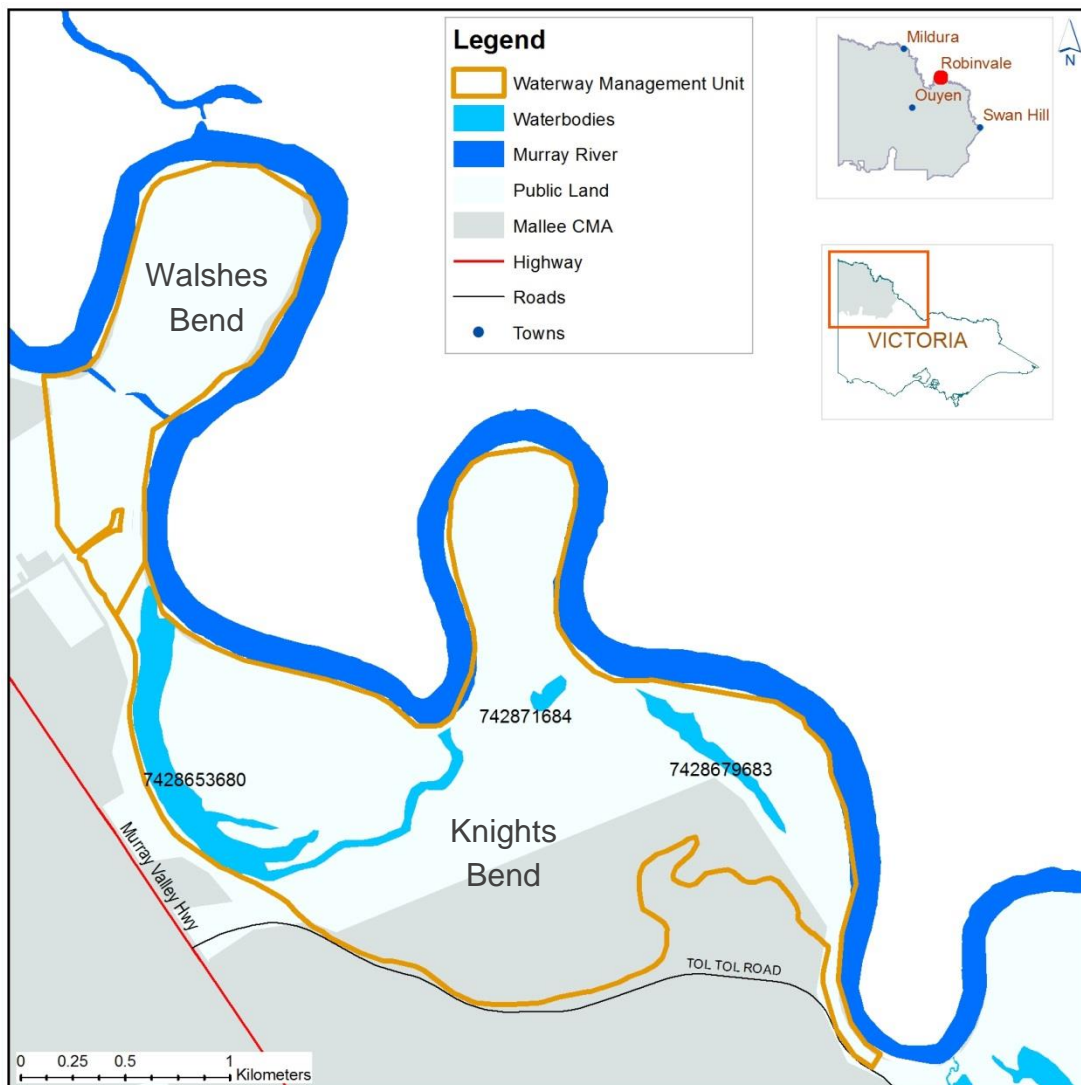 Legend
Waterway Management Unit
Waterbodies
Murray River
Public Land
Mallee CMA
Highway
Roads
Towns
Mildura
Robinvale
Ouyen
Swan Hill
N
VICTORIA
Walshes
Bend
742871684
7428679683
7428653680
Knights
Bend
Murray Valley Hwy
TOL TOL ROAD
0 0.25 0.5 1
Kilometers